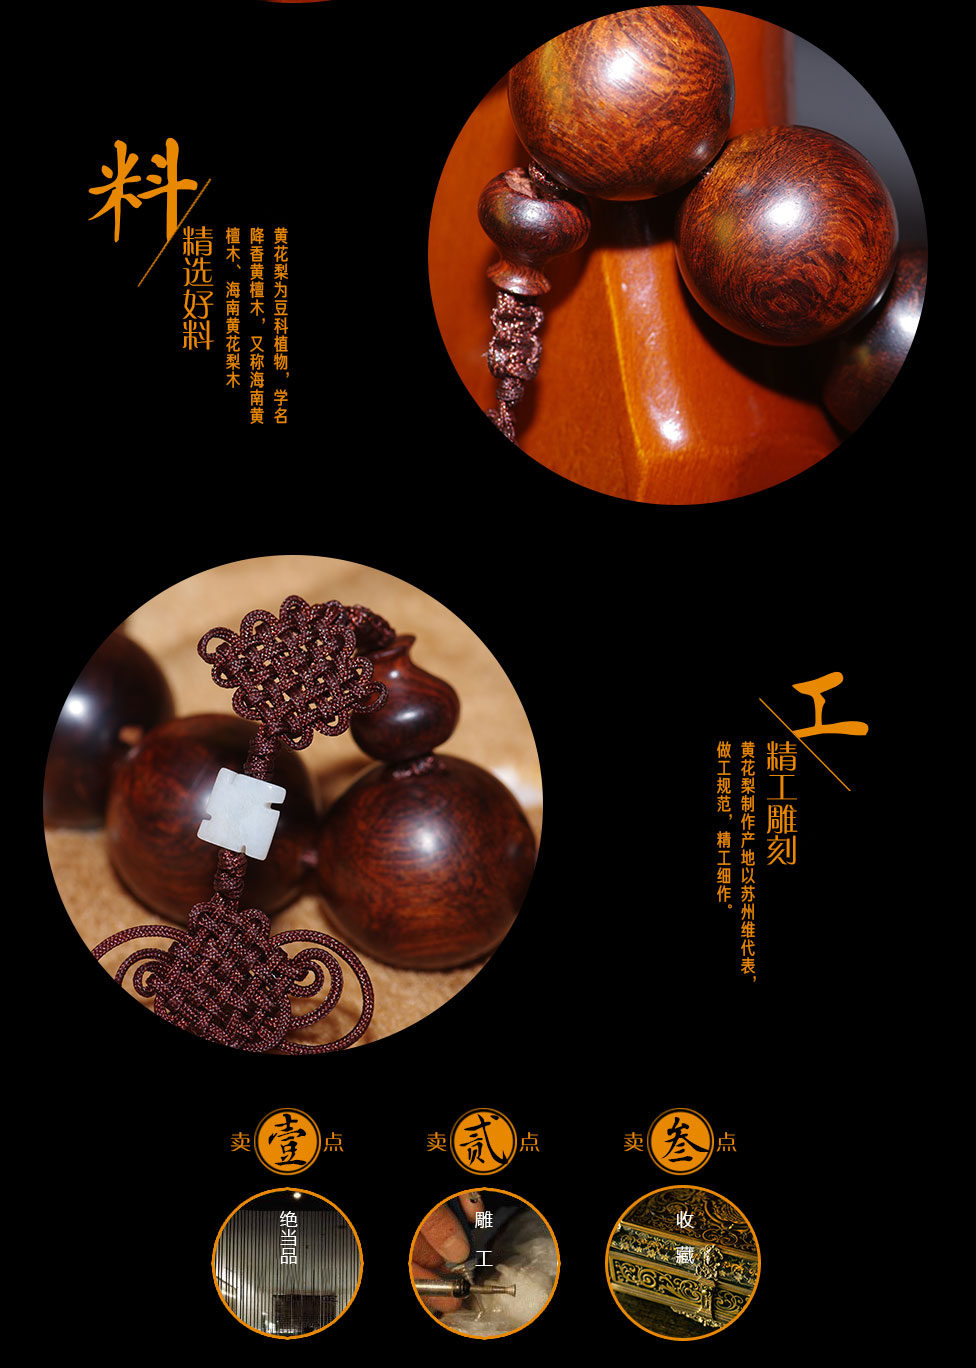 料
精选好料
黄花梨为豆科植物，学名
降香黄檀木，又称海南黄
檀木、海南黄花梨木
工
精工雕刻
黄花梨制作产地以苏州维代表，
做工规范，精工细作。
卖壹点
卖贰点
卖叁点
绝当品
雕工
收藏